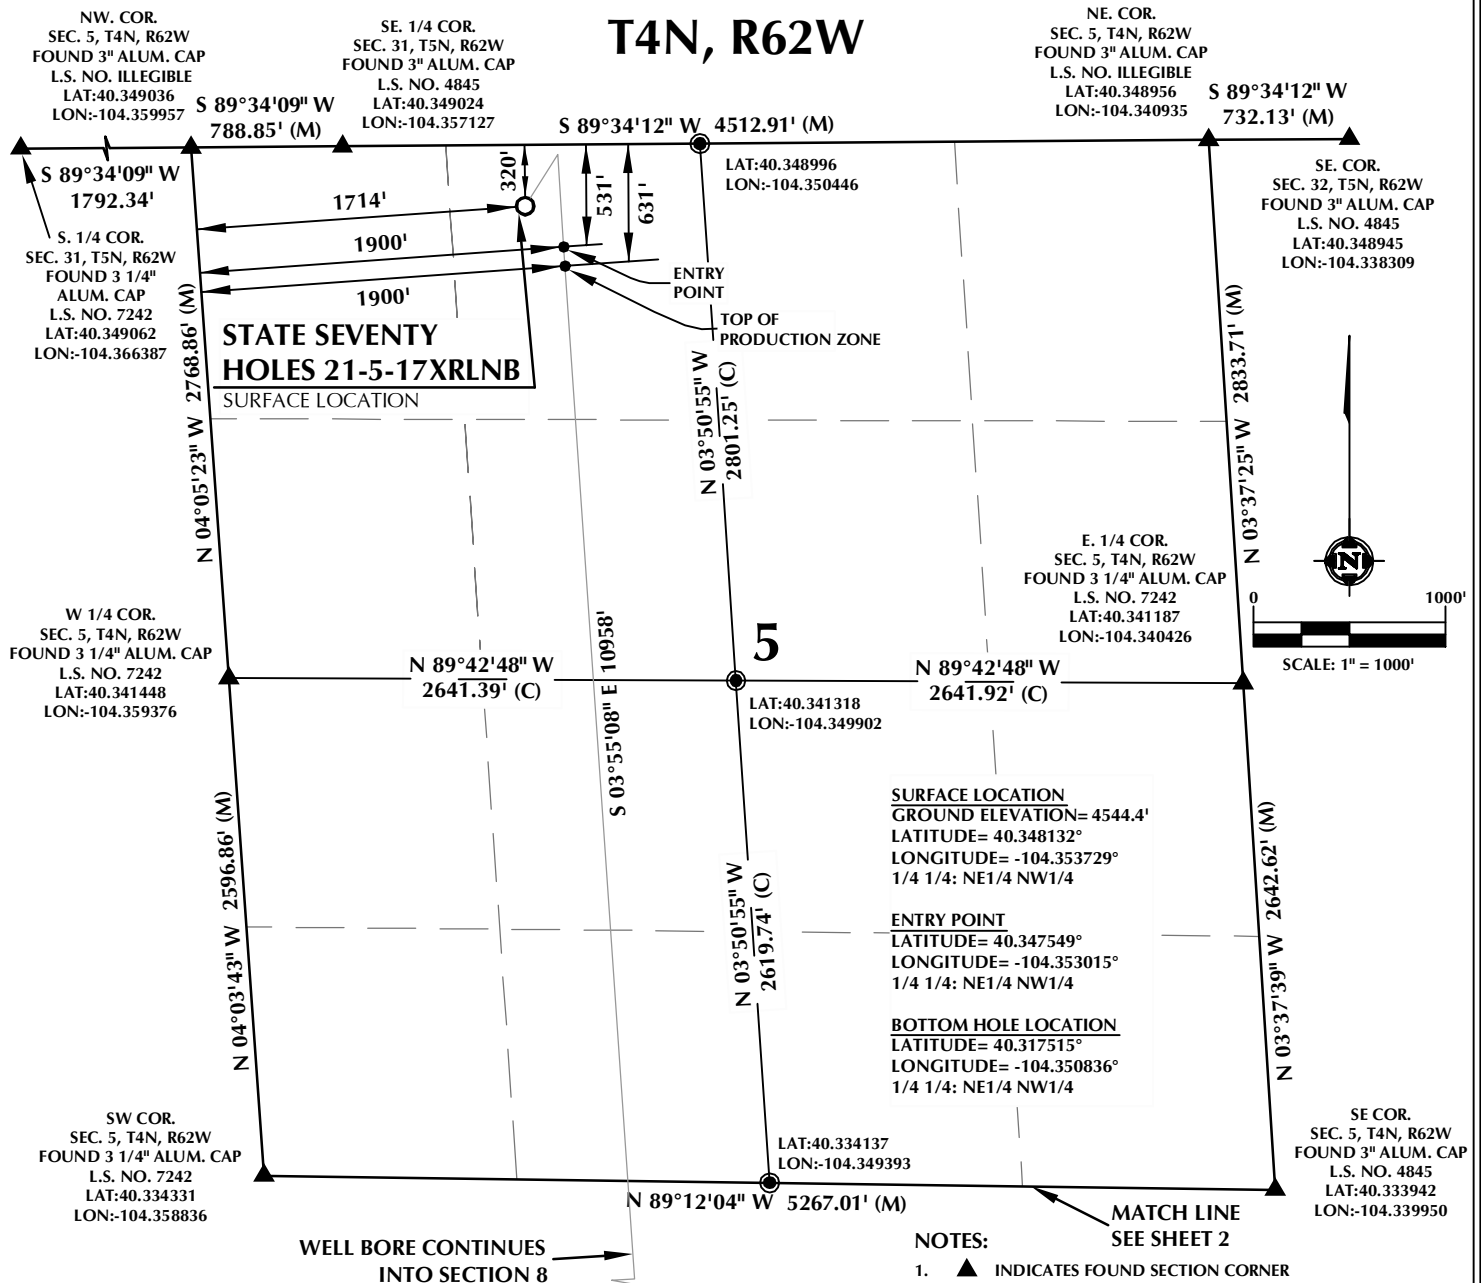 NW. COR.
SEC. 5, T4N, R62W
FOUND 3" ALUM. CAP
L.S. NO. ILLEGIBLE
LAT:40.349036
LON:-104.359957
S 89°34'09" W
788.85' (M)
SE. 1/4 COR.
SEC. 31, T5N, R62W
FOUND 3" ALUM. CAP
L.S. NO. 4845
LAT:40.349024
LON:-104.357127
T4N, R62W
S 89°34'12" W 4512.91' (M)
NE. COR.
SEC. 5, T4N, R62W
FOUND 3" ALUM. CAP
L.S. NO. ILLEGIBLE
LAT:40.348956
LON:-104.340935
S 89°34'12" W
732.13' (M)
S 89°34'09" W
1792.34'
S. 1/4 COR.
SEC. 31, T5N, R62W
FOUND 3 1/4"
ALUM. CAP
L.S. NO. 7242
LAT:40.349062
LON:-104.366387
LAT:40.348996
LON:-104.350446
SE. COR.
SEC. 32, T5N, R62W
FOUND 3" ALUM. CAP
L.S. NO. 4845
LAT:40.348945
LON:-104.338309
320'
531'
631'
1714'
1900'
1900'
ENTRY
POINT
TOP OF
PRODUCTION ZONE
STATE SEVENTY
HOLES 21-5-17XRLNB
SURFACE LOCATION
N 04°05'23" W 2768.86' (M)
N 03°50'55" W
2801.25' (C)
N 03°37'25" W 2833.71' (M)
N
0 1000'
SCALE: 1" = 1000'
E. 1/4 COR.
SEC. 5, T4N, R62W
FOUND 3 1/4" ALUM. CAP
L.S. NO. 7242
LAT:40.341187
LON:-104.340426
W 1/4 COR.
SEC. 5, T4N, R62W
FOUND 3 1/4" ALUM. CAP
L.S. NO. 7242
LAT:40.341448
LON:-104.359376
5
N 89°42'48" W
2641.39' (C)
S 03°55'08" E 10958'
N 89°42'48" W
2641.92' (C)
LAT:40.341318
LON:-104.349902
SURFACE LOCATION
GROUND ELEVATION= 4544.4'
LATITUDE= 40.348132°
LONGITUDE= -104.353729°
1/4 1/4: NE1/4 NW1/4
ENTRY POINT
LATITUDE= 40.347549°
LONGITUDE= -104.353015°
1/4 1/4: NE1/4 NW1/4
BOTTOM HOLE LOCATION
LATITUDE= 40.317515°
LONGITUDE= -104.350836°
1/4 1/4: NE1/4 NW1/4
N 04°03'43" W 2596.86' (M)
N 03°50'55" W
2619.74' (C)
N 03°37'39" W 2642.62' (M)
SW COR.
SEC. 5, T4N, R62W
FOUND 3 1/4" ALUM. CAP
L.S. NO. 7242
LAT:40.334331
LON:-104.358836
LAT:40.334137
LON:-104.349393
SE COR.
SEC. 5, T4N, R62W
FOUND 3" ALUM. CAP
L.S. NO. 4845
LAT:40.333942
LON:-104.339950
N 89°12'04" W 5267.01' (M)
MATCH LINE
SEE SHEET 2
WELL BORE CONTINUES
INTO SECTION 8
NOTES:
1. INDICATES FOUND SECTION CORNER